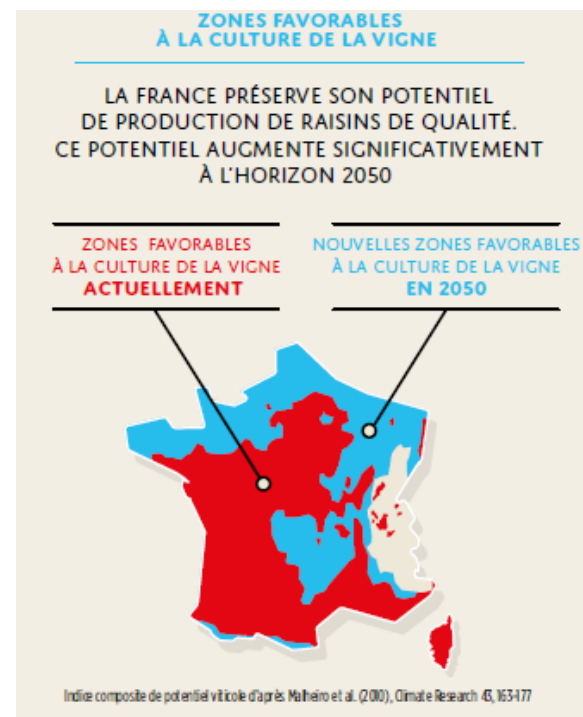 ZONES FAVORABLES
À LA CULTURE DE LA VIGNE
LA FRANCE PRÉSERVE SON POTENTIEL
DE PRODUCTION DE RAISINS DE QUALITÉ.
CE POTENTIEL AUGMENTE SIGNIFICATIVEMENT
À L'HORIZON 2050
ZONES FAVORABLES
À LA CULTURE DE LA VIGNE
ACTUELLEMENT
NOUVELLES ZONES FAVORABLES
À LA CULTURE DE LA VIGNE
EN 2050
Indice composite de potentiel viticole d'après Malheiro et al. (2010), Climate Research 43, 163-177